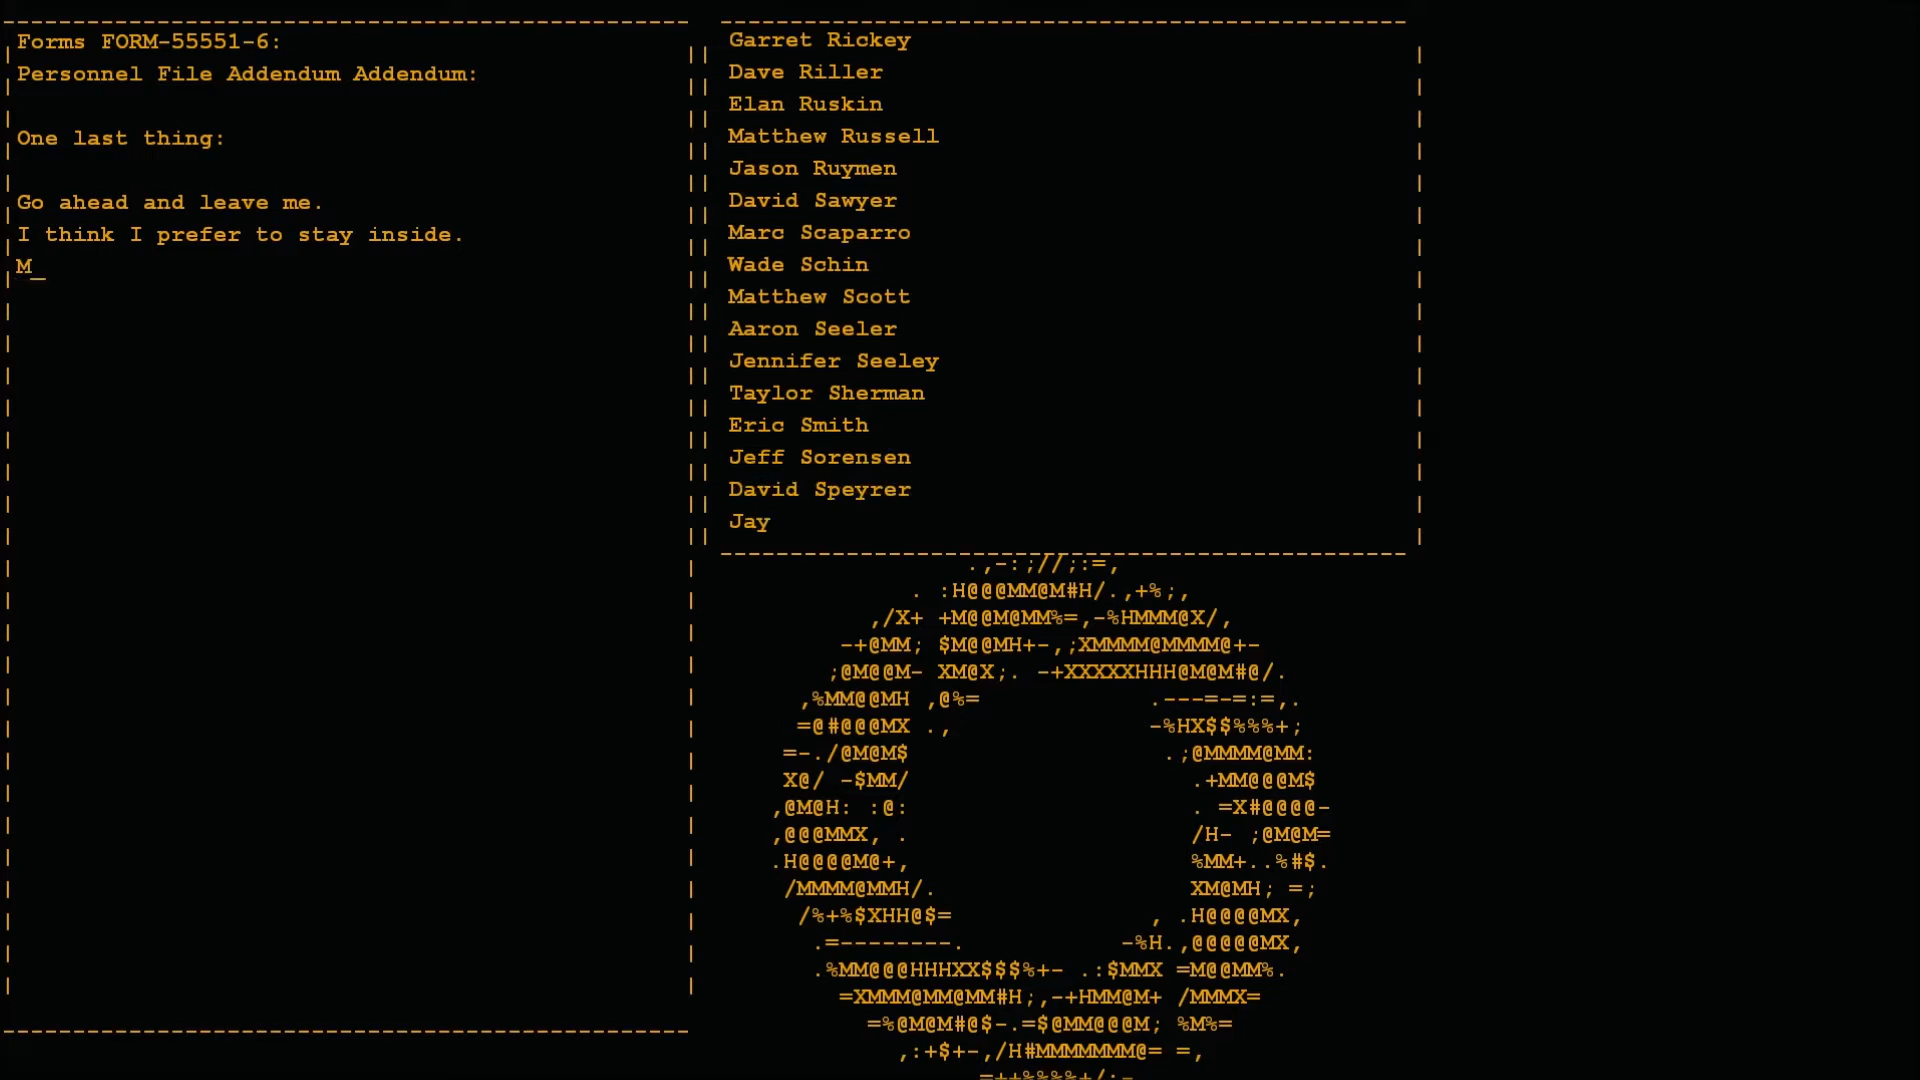 Forms FORM-55551-6:
Personnel File Addendum Addendum:
One last thing:
Go ahead and leave me.
I think I prefer to stay inside.
M_
Garret Rickey
Dave Riller
Elan Ruskin
Matthew Russell
Jason Ruymen
David Sawyer
Marc Scaparro
Wade Schin
Matthew Scott
Aaron Seeler
Jennifer Seeley
Taylor Sherman
Eric Smith
Jeff Sorensen
David Speyrer
Jay